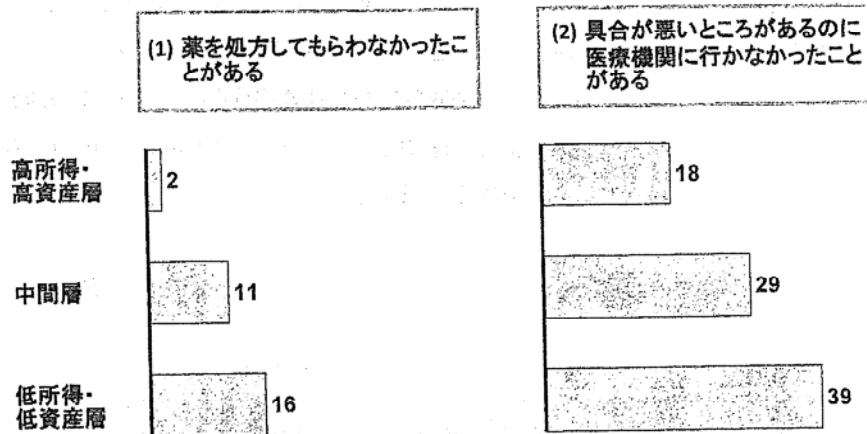 (1) 薬を処方してもらわなかったこ
とがある
(2) 具合が悪いところがあるのに
医療機関に行かなかったこと
がある
高所得・
高資産層
2
18
中間層
11
29
低所得・
低資産層
16
39